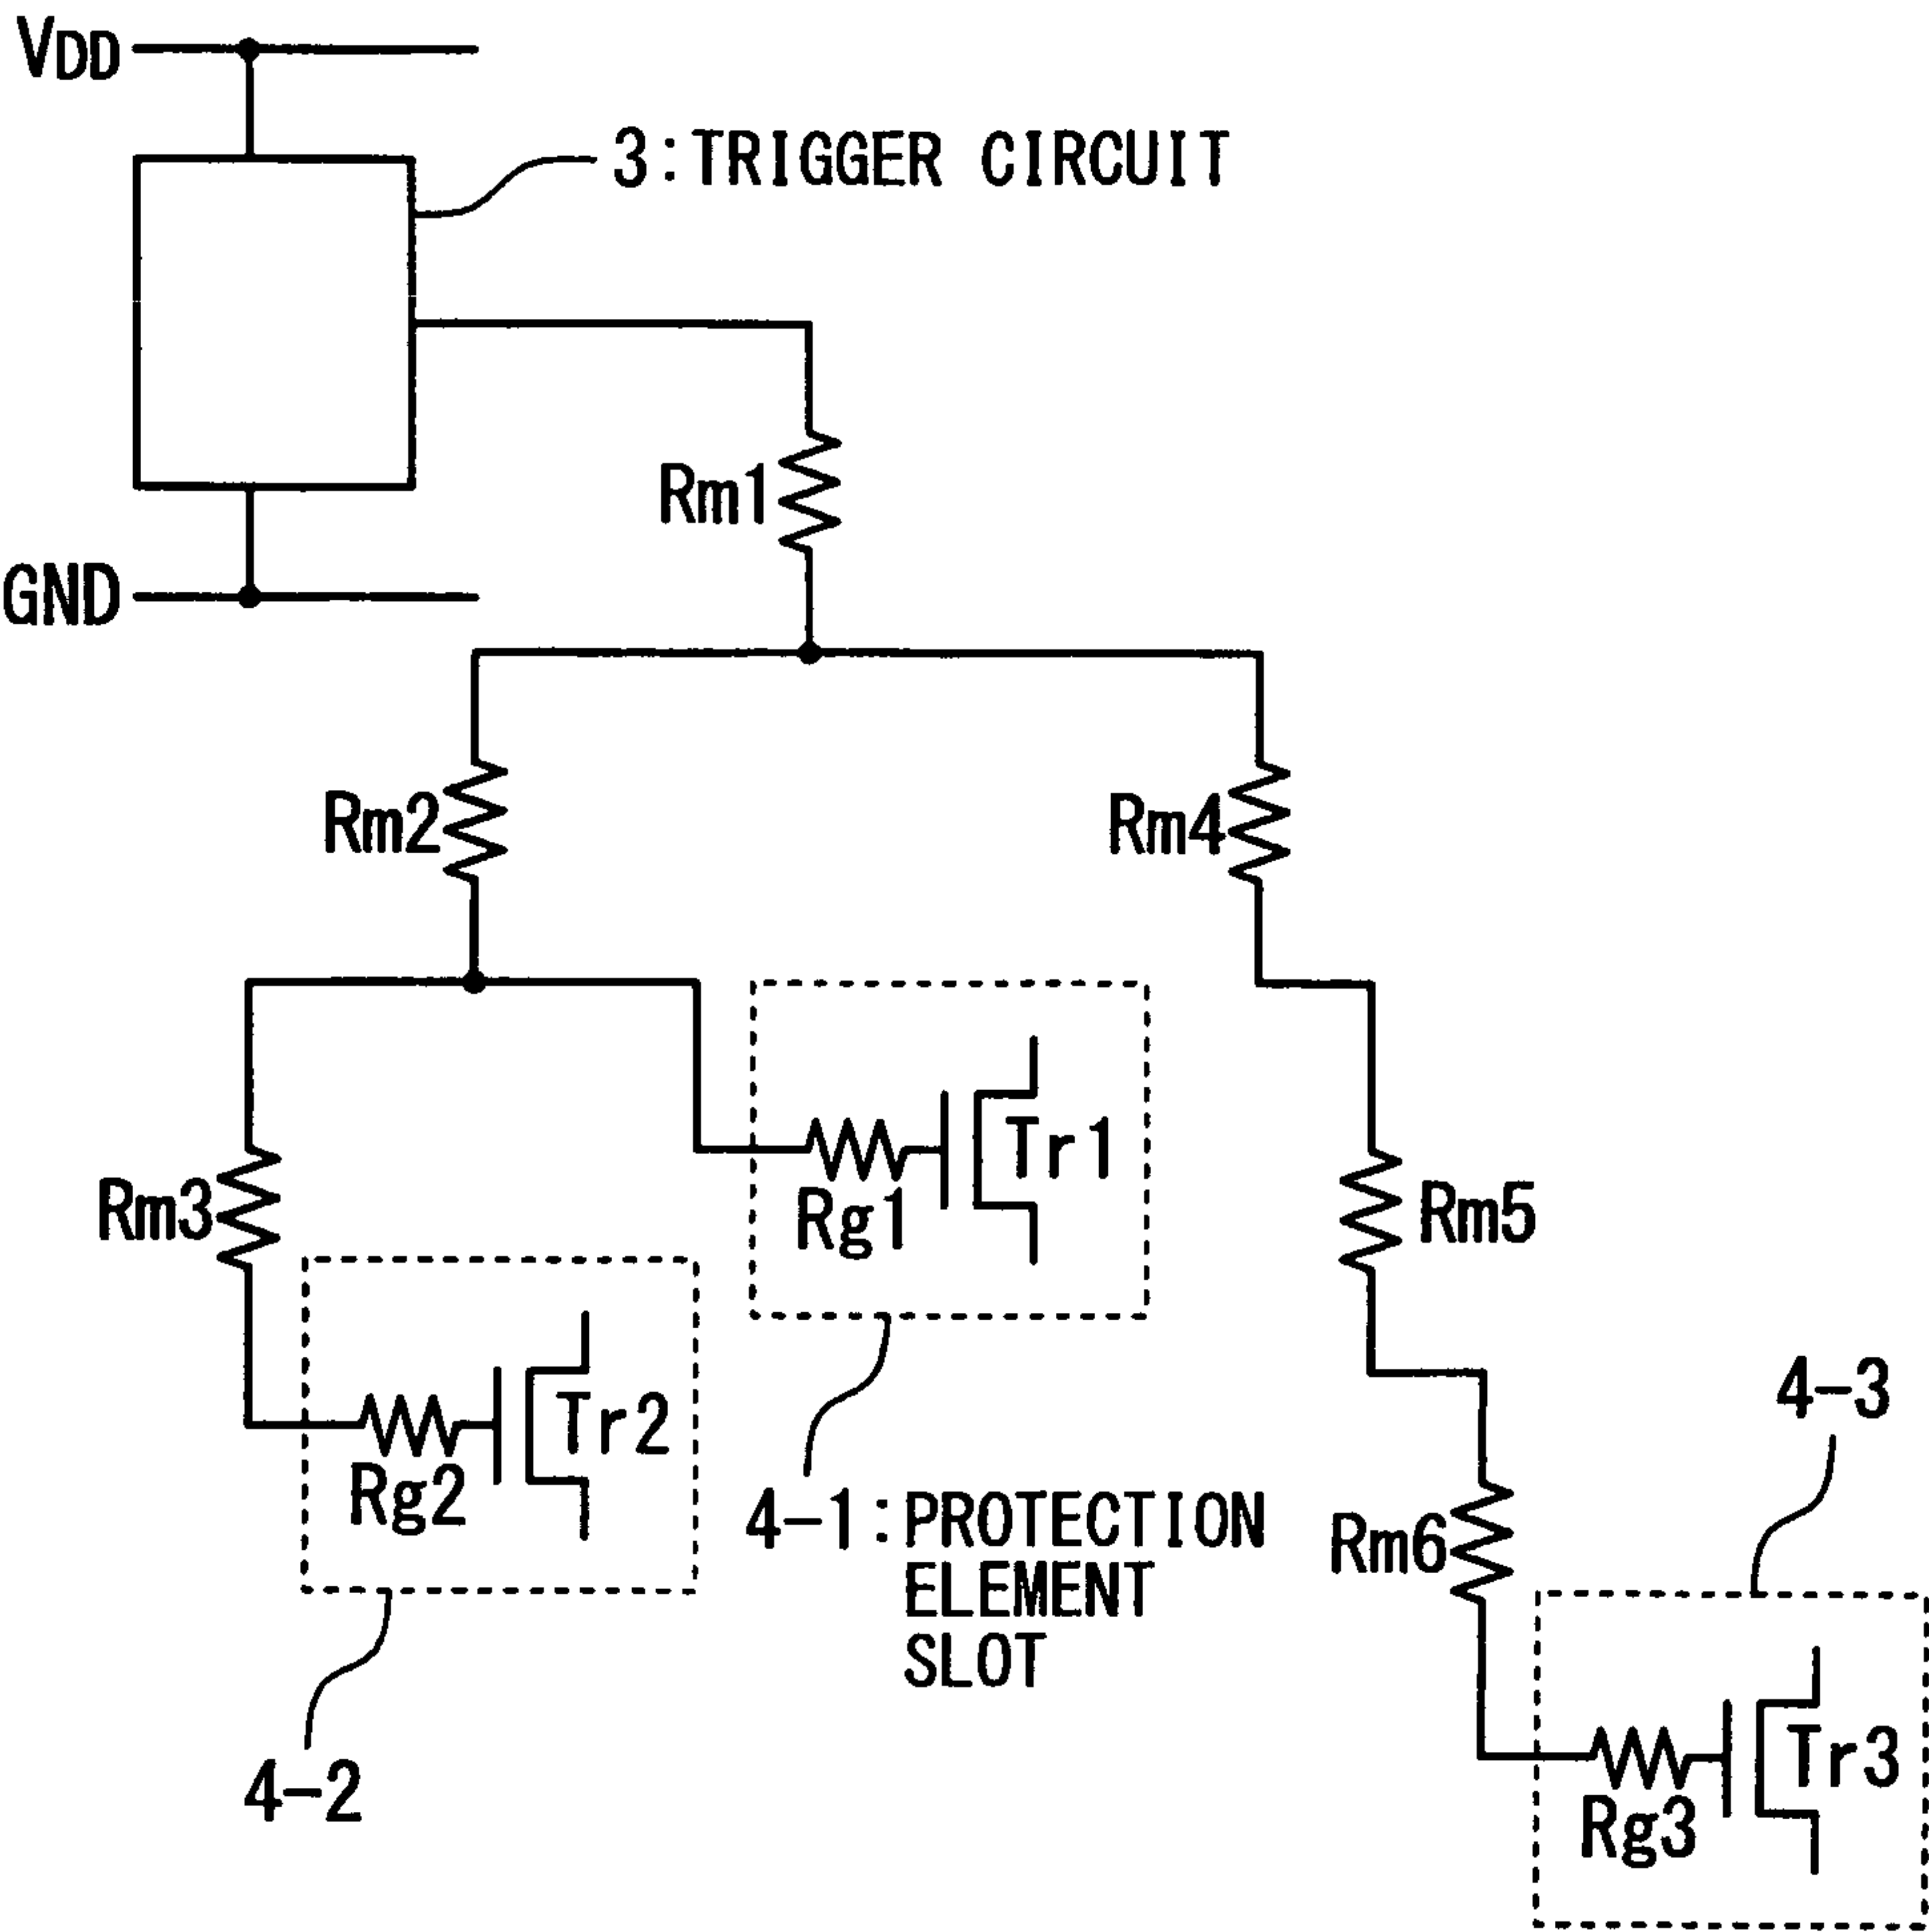 VDD
3:TRIGGER CIRCUIT
Rm1
GND
Rm2
Rm4
Tr1
Rg1
Rm3
Rm5
Tr2
Rg2
4-3
4-1:PROTECTION
ELEMENT
SLOT
Rm6
4-2
Tr3
Rg3